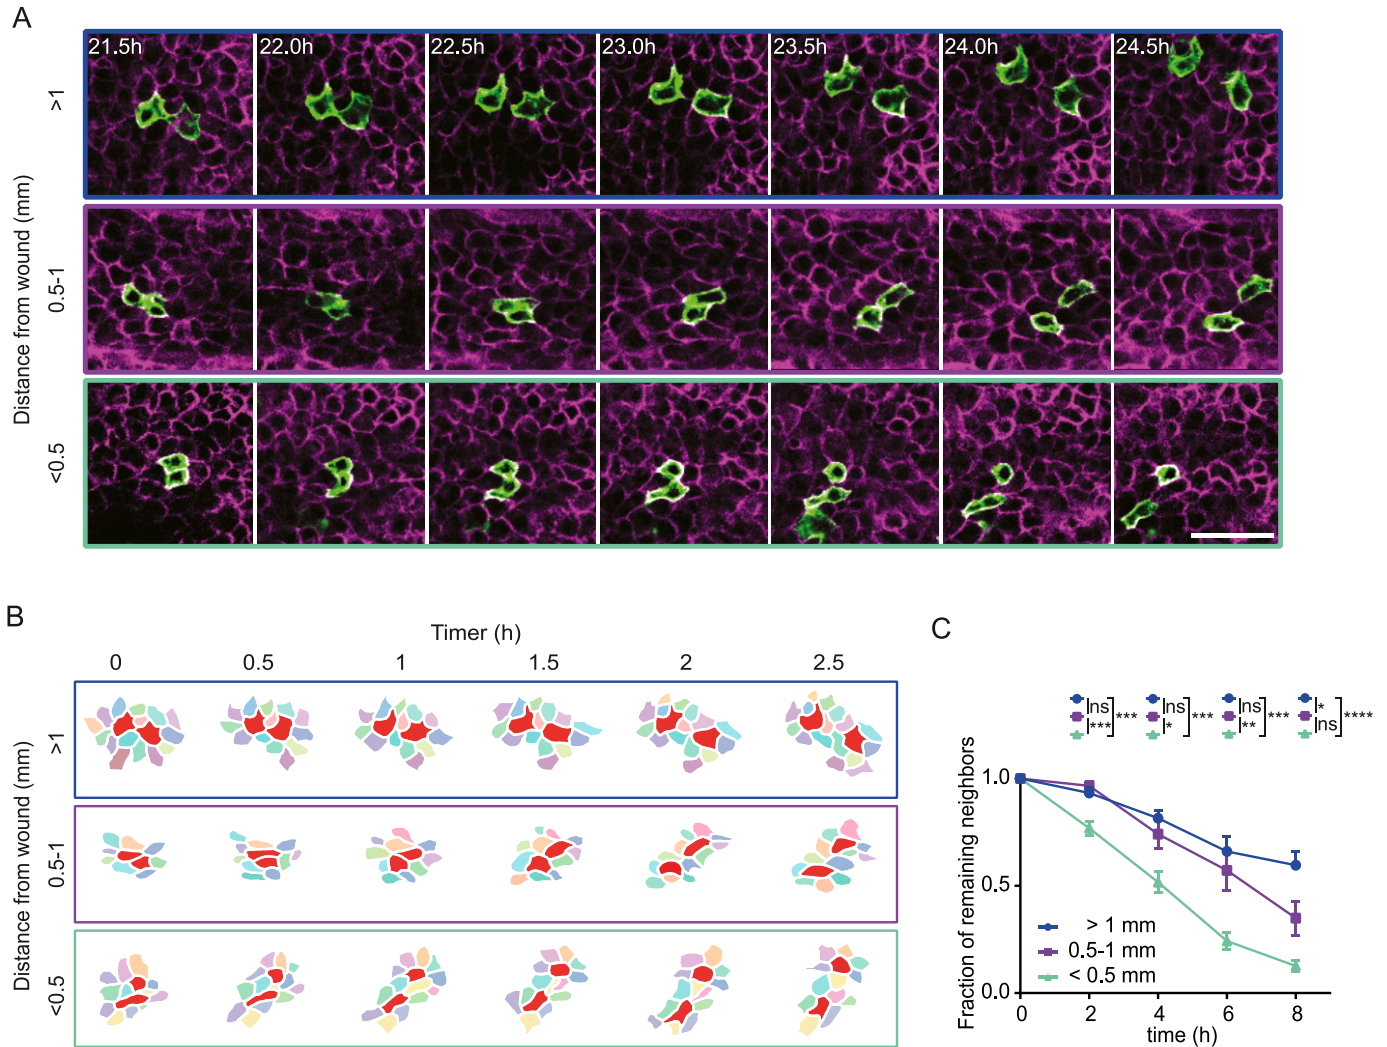 A
21.5h 22.0h 22.5h 23.0h 23.5h 24.0h 24.5h
Distance from wound (mm)
>1
0.5-1
<0.5
B
Timer (h)
0 0.5 1 1.5 2 2.5
Distance from wound (mm)
>1
0.5-1
<0.5
C
ns *** *** ns * *** ns ** *** * ns ****
Fraction of remaining neighbors
1.0
0.5
0.0
> 1 mm
0.5-1 mm
< 0.5 mm
0 2 4 6 8
time (h)